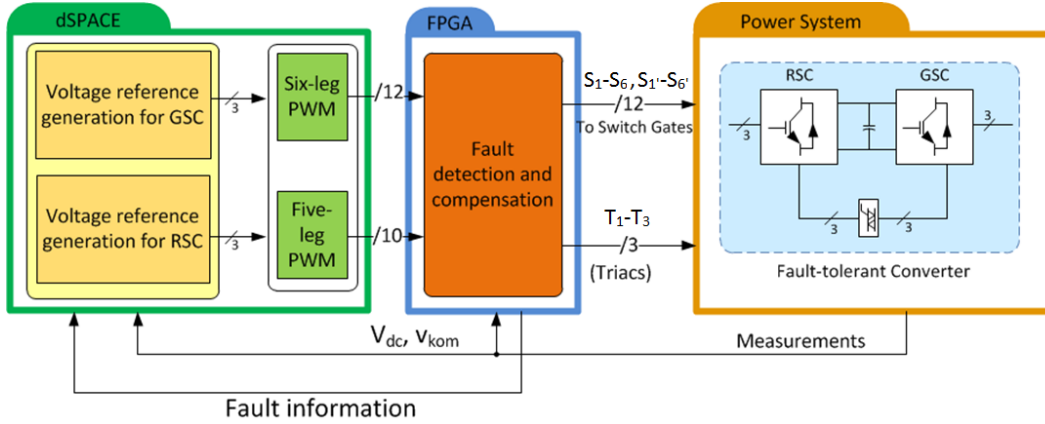 dSPACE
Voltage reference
generation for GSC
3
Voltage reference
generation for RSC
3
Six-leg
PWM
Five-
leg
PWM
/12
/10
FPGA
Fault
detection and
compensation
S1-S6, S1'-S6'
/12
To Switch Gates
T1-T3
/3
(Triacs)
Power System
RSC
GSC
3
3
3
3
Fault-tolerant Converter
Vdc, vkom
Measurements
Fault information